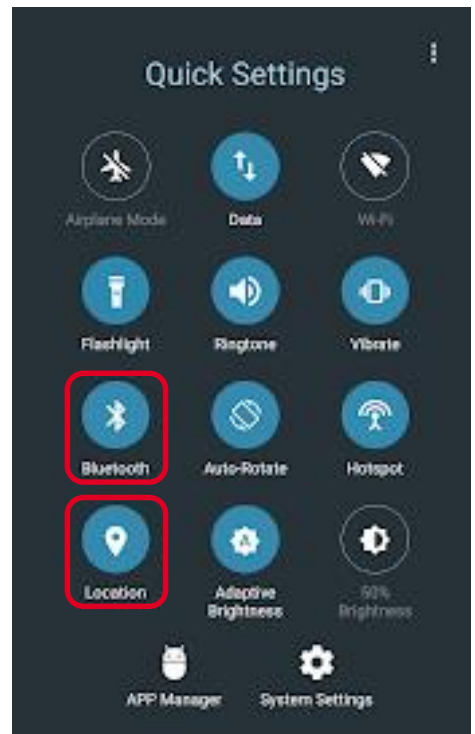 Quick Settings
Airplane Mode
Data
Wi-Fi
Flashlight
Ringtone
Vibrate
Bluetooth
Auto-Rotate
Hotspot
Location
Adaptive
Brightness
50%
Brightness
APP Manager
System Settings